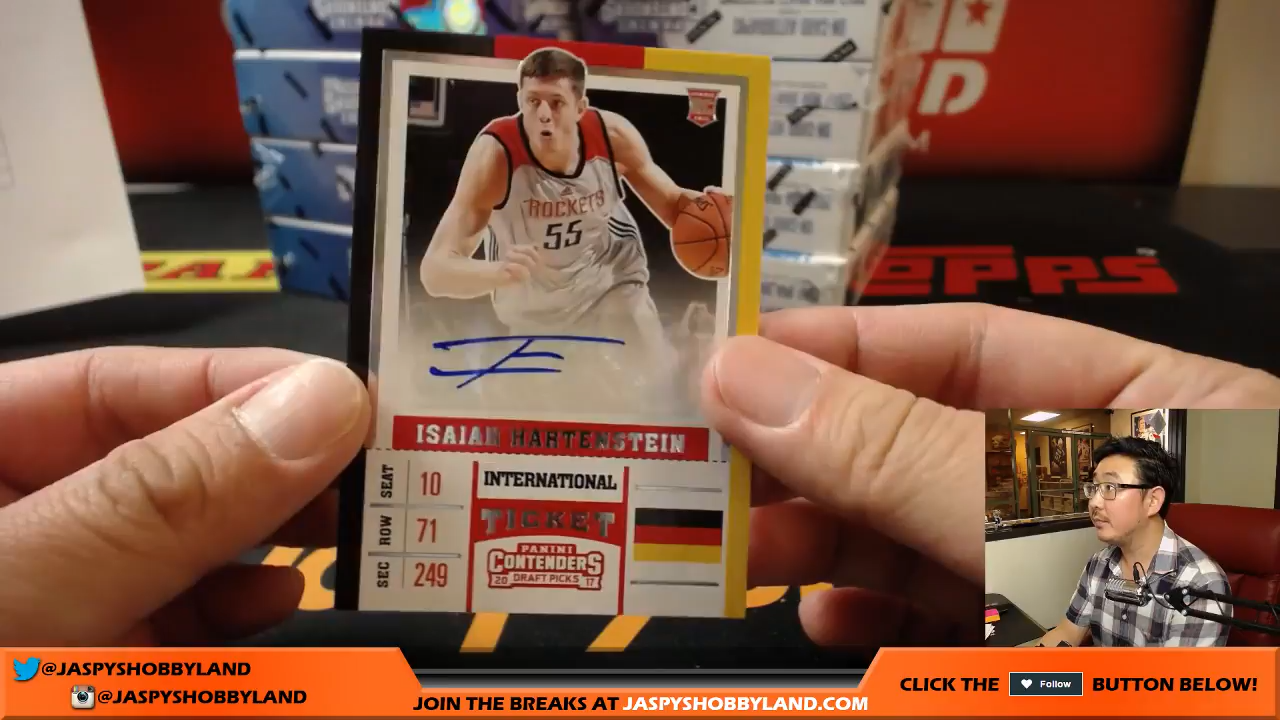 ROCKETS
55
ISAIAH HARTENSTEIN
SEAT 10
ROW 71
SEC 249
INTERNATIONAL
TICKET
PANINI
CONTENDERS
20 DRAFT PICKS 17
TOPPS
@JASPYSHOBBYLAND
@JASPYSHOBBYLAND
JOIN THE BREAKS AT JASPYSHOBBYLAND.COM
CLICK THE Follow BUTTON BELOW!